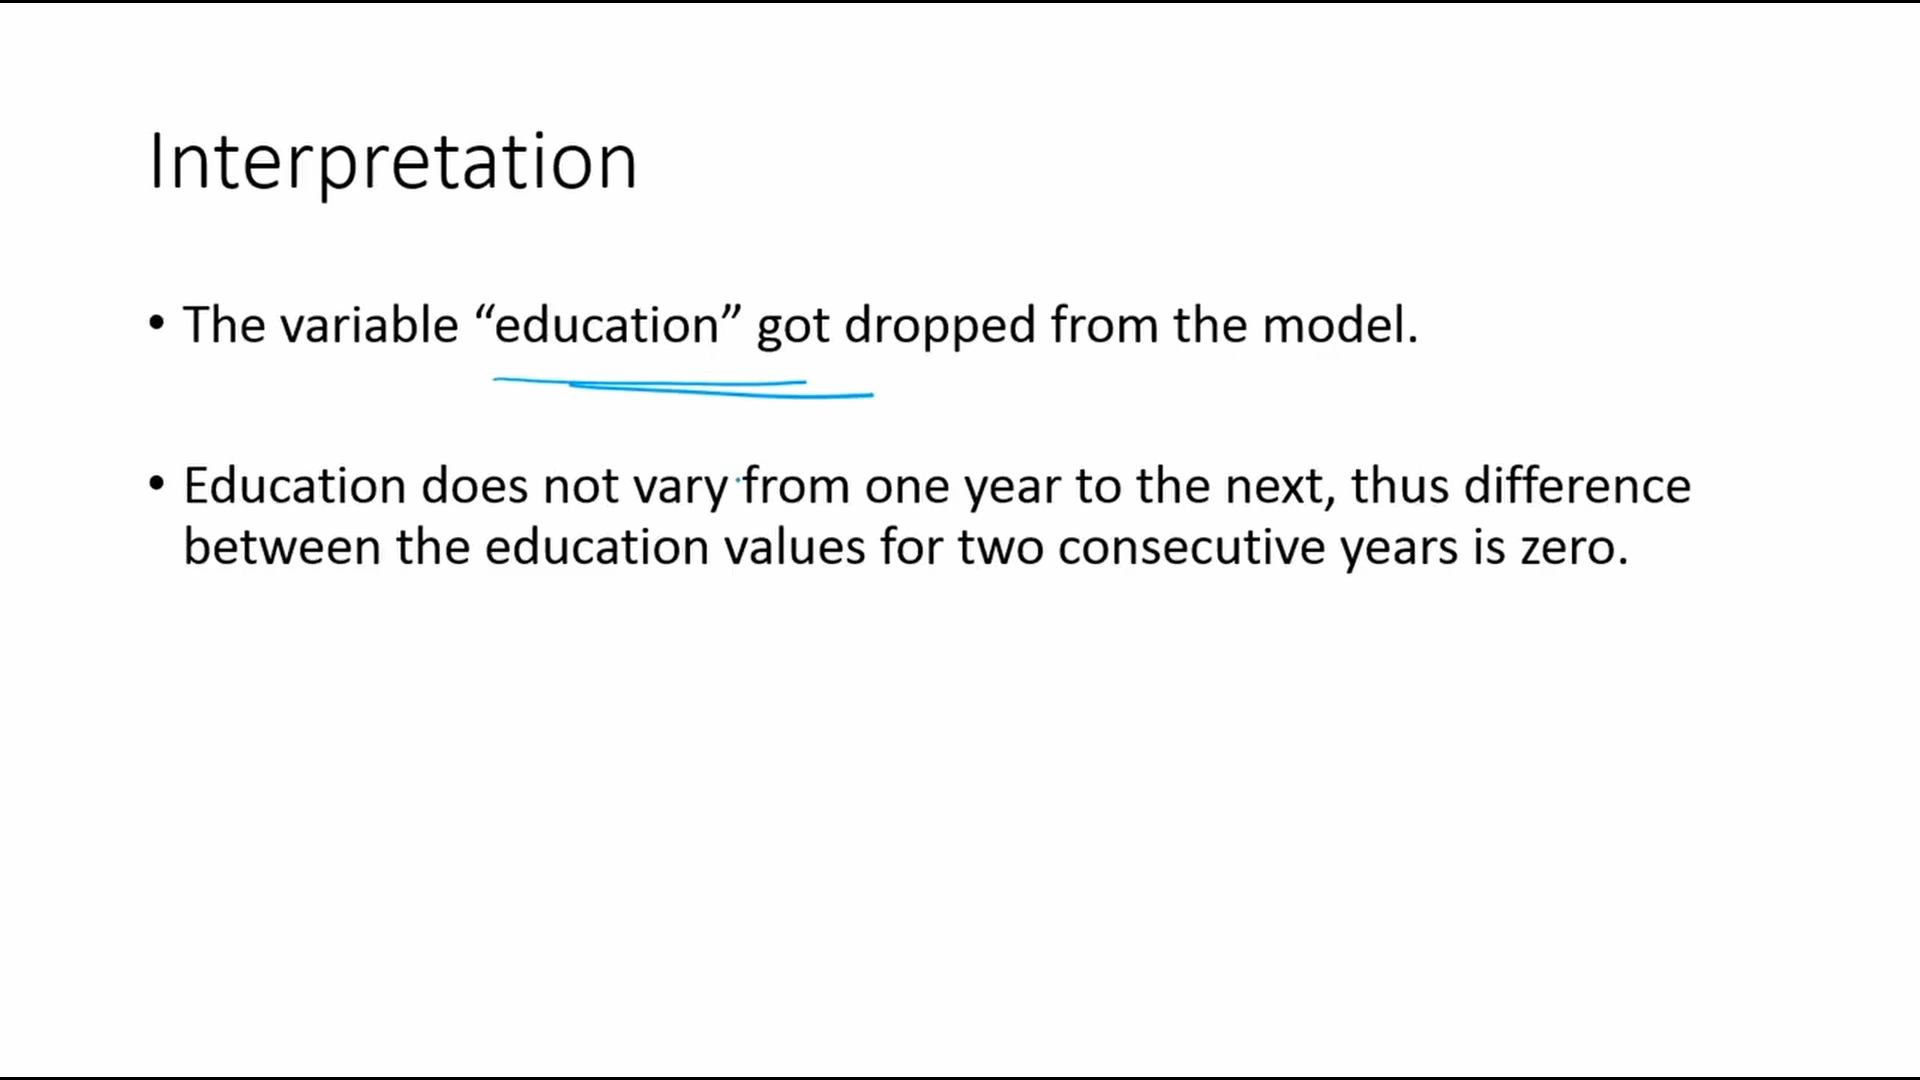 Interpretation
• The variable “education” got dropped from the model.
• Education does not vary from one year to the next, thus difference
between the education values for two consecutive years is zero.